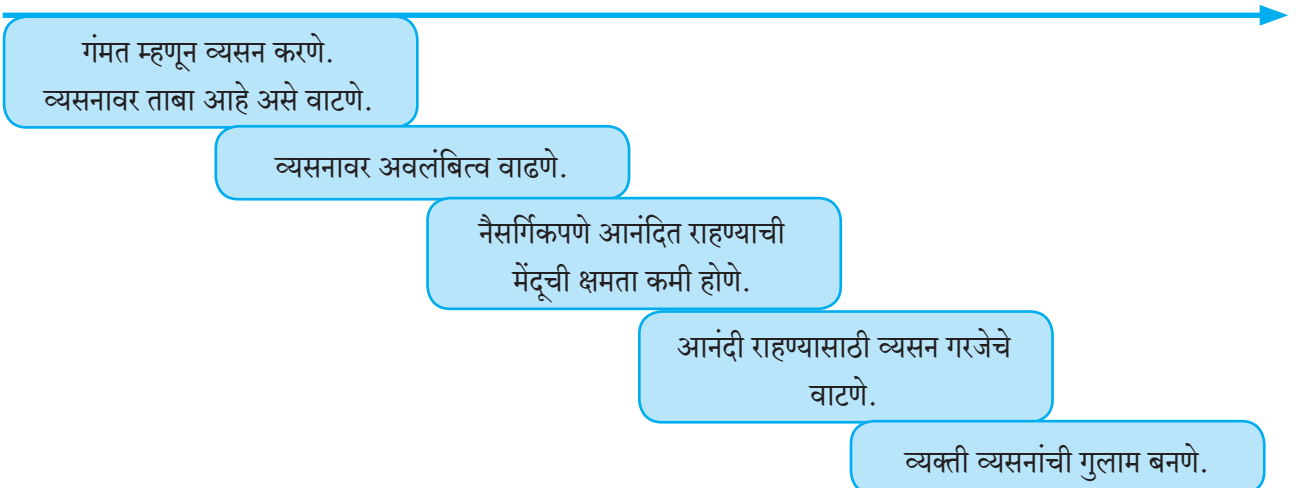 गंमत म्हणून व्यसन करणे.
व्यसनावर ताबा आहे असे वाटणे.
व्यसनावर अवलंबित्व वाढणे.
नैसर्गिकपणे आनंदित राहण्याची
मेंदूची क्षमता कमी होणे.
आनंदी राहण्यासाठी व्यसन गरजेचे
वाटणे.
व्यक्ती व्यसनांची गुलाम बनणे.